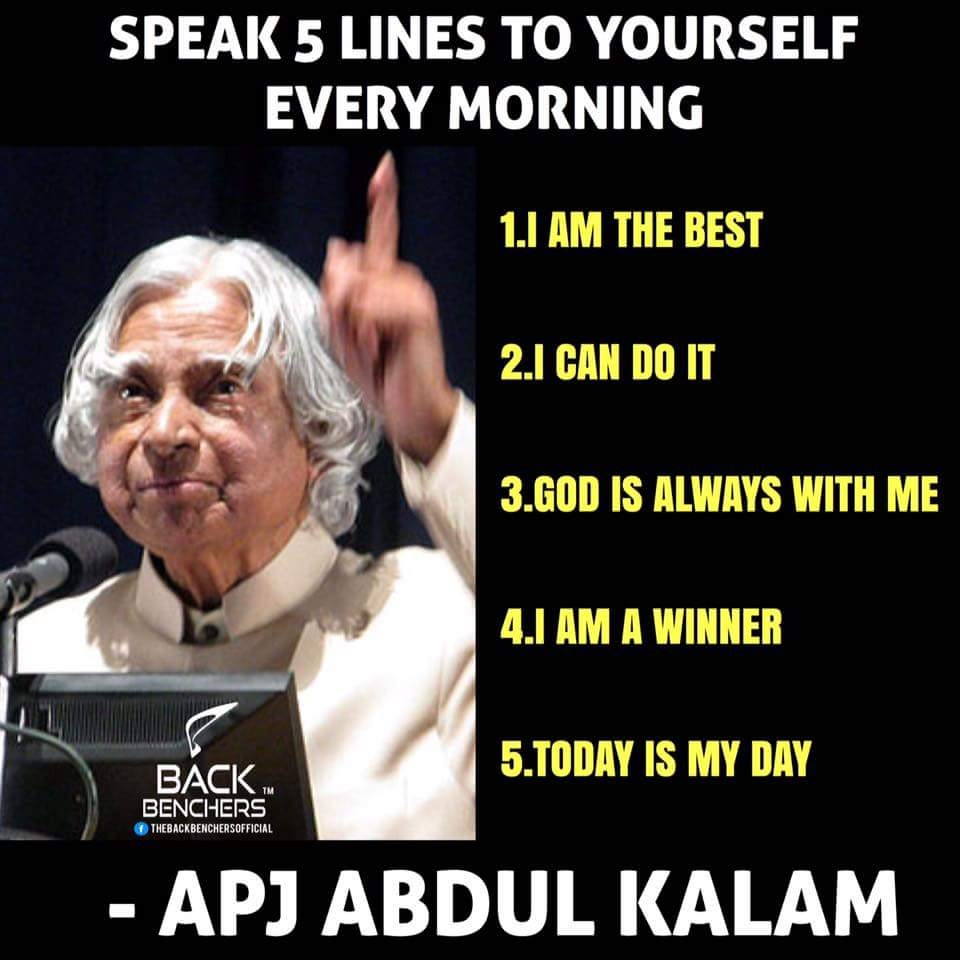 SPEAK 5 LINES TO YOURSELF
EVERY MORNING
1.I AM THE BEST
2.I CAN DO IT
3.GOD IS ALWAYS WITH ME
4.I AM A WINNER
5.TODAY IS MY DAY
BACK TM
BENCHERS
f THEBACKBENCHERSOFFICIAL
- APJ ABDUL KALAM